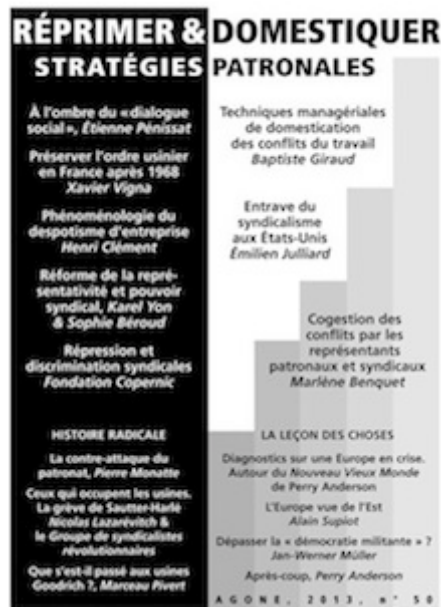 RÉPRIMER & DOMESTIQUER
STRATÉGIES PATRONALES
À l'ombre du « dialogue
social », Étienne Pénissat
Préserver l'ordre usinier
en France après 1968
Xavier Vigna
Phénoménologie du
despotisme d'entreprise
Henri Clément
Réforme de la repré-
sentativité et pouvoir
syndical, Karel Yon
& Sophie Béroud
Répression et
discrimination syndicales
Fondation Copernic
HISTOIRE RADICALE
La contre-attaque du
patronat, Pierre Monatte
Ceux qui occupent les usines.
La grève de Sautter-Harlé
Nicolas Lazarévitch &
le Groupe de syndicalistes
révolutionnaires
Que s'est-il passé aux usines
Goodrich ?, Marceau Pivert
Techniques managériales
de domestication
des conflits du travail
Baptiste Giraud
Entrave du
syndicalisme
aux États-Unis
Émilien Julliard
Cogestion des
conflits par les
représentants
patronaux et syndicaux
Marlène Benquet
LA LEÇON DES CHOSES
Diagnostics sur une Europe en crise.
Autour du Nouveau Vieux Monde
de Perry Anderson
L'Europe vue de l'Est
Alain Supiot
Dépasser la « démocratie militante » ?
Jan-Werner Müller
Après-coup, Perry Anderson
AGONE, 2013, n° 50